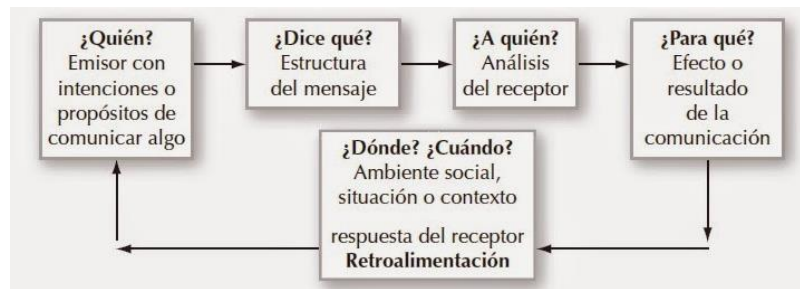 ¿Quién?
Emisor con
intenciones o
propósitos de
comunicar algo
¿Dice qué?
Estructura
del mensaje
¿A quién?
Análisis
del receptor
¿Para qué?
Efecto o
resultado
de la
comunicación
¿Dónde? ¿Cuándo?
Ambiente social,
situación o contexto
respuesta del receptor
Retroalimentación